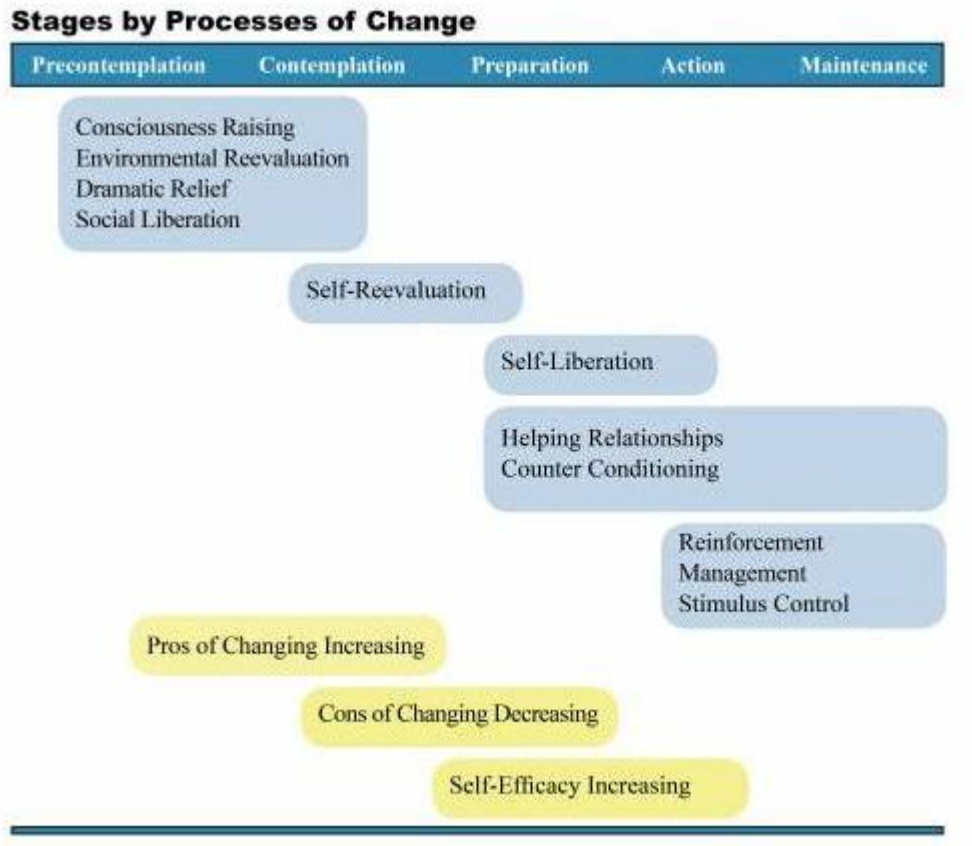 Stages by Processes of Change
Precontemplation Contemplation Preparation Action Maintenance
Consciousness Raising
Environmental Reevaluation
Dramatic Relief
Social Liberation
Self-Reevaluation
Self-Liberation
Helping Relationships
Counter Conditioning
Reinforcement
Management
Stimulus Control
Pros of Changing Increasing
Cons of Changing Decreasing
Self-Efficacy Increasing